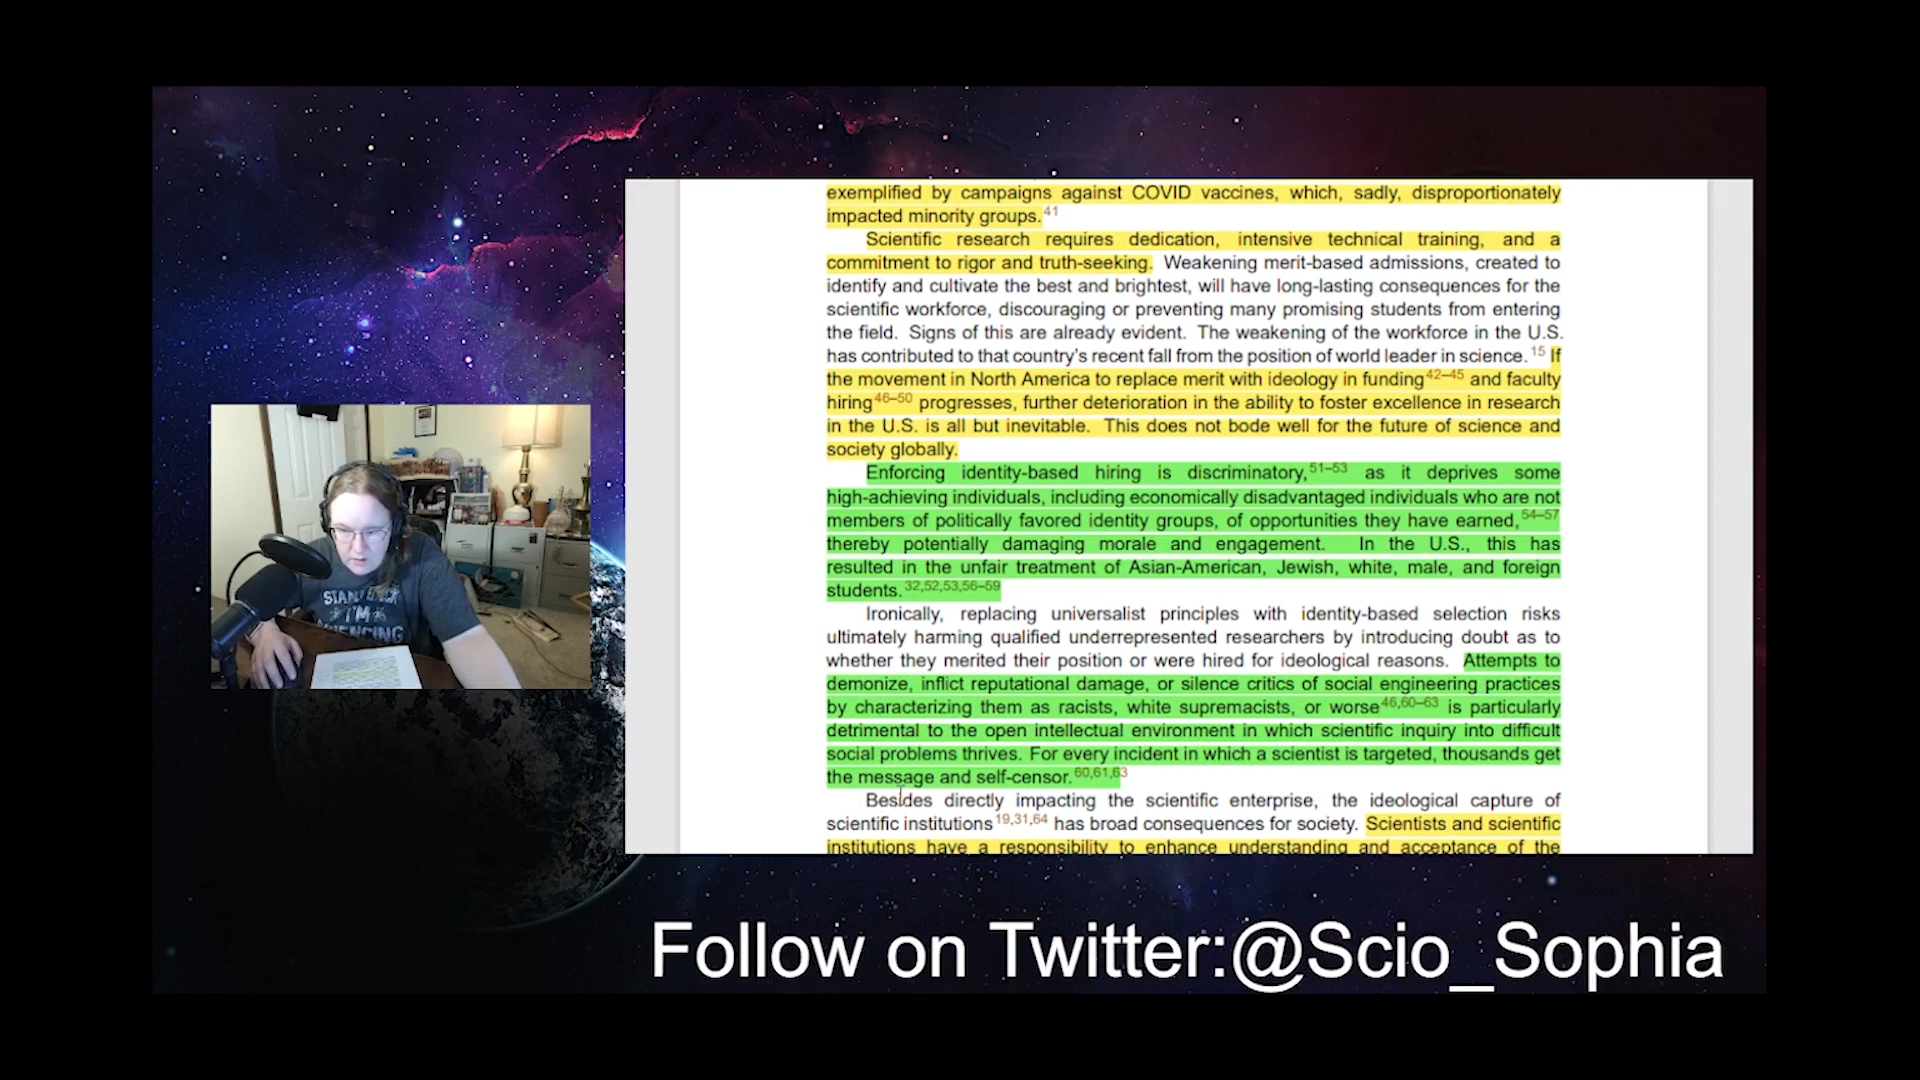 exemplified by campaigns against COVID vaccines, which, sadly, disproportionately
impacted minority groups.41
Scientific research requires dedication, intensive technical training, and a
commitment to rigor and truth-seeking. Weakening merit-based admissions, created to
identify and cultivate the best and brightest, will have long-lasting consequences for the
scientific workforce, discouraging or preventing many promising students from entering
the field. Signs of this are already evident. The weakening of the workforce in the U.S.
has contributed to that country's recent fall from the position of world leader in science.15 If
the movement in North America to replace merit with ideology in funding42–45 and faculty
hiring46–50 progresses, further deterioration in the ability to foster excellence in research
in the U.S. is all but inevitable. This does not bode well for the future of science and
society globally.
Enforcing identity-based hiring is discriminatory,51–53 as it deprives some
high-achieving individuals, including economically disadvantaged individuals who are not
members of politically favored identity groups, of opportunities they have earned,54–57
thereby potentially damaging morale and engagement. In the U.S., this has
resulted in the unfair treatment of Asian-American, Jewish, white, male, and foreign
students.32,52,53,56–59
Ironically, replacing universalist principles with identity-based selection risks
ultimately harming qualified underrepresented researchers by introducing doubt as to
whether they merited their position or were hired for ideological reasons. Attempts to
demonize, inflict reputational damage, or silence critics of social engineering practices
by characterizing them as racists, white supremacists, or worse46,60–63 is particularly
detrimental to the open intellectual environment in which scientific inquiry into difficult
social problems thrives. For every incident in which a scientist is targeted, thousands get
the message and self-censor.60,61,63
Besides directly impacting the scientific enterprise, the ideological capture of
scientific institutions19,31,64 has broad consequences for society. Scientists and scientific
institutions have a responsibility to enhance understanding and acceptance of the
STAND
I'M
Follow on Twitter:@Scio_Sophia